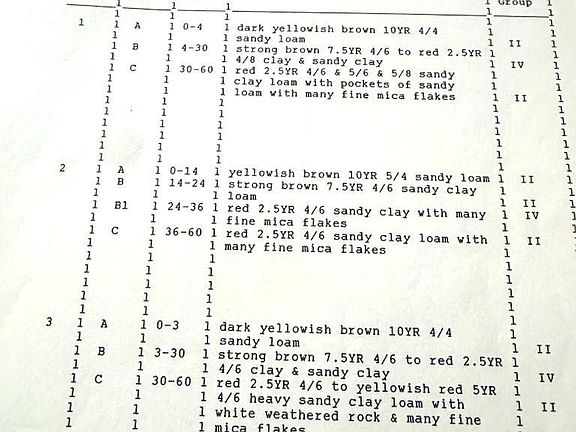 Group
1 A 0-4 dark yellowish brown 10YR 4/4
sandy loam II
B 4-30 strong brown 7.5YR 4/6 to red 2.5YR
4/8 clay & sandy clay IV
C 30-60 red 2.5YR 4/6 & 5/6 & 5/8 sandy
clay loam with pockets of sandy
loam with many fine mica flakes II
2 A 0-14 yellowish brown 10YR 5/4 sandy loam II
B 14-24 strong brown 7.5YR 4/6 sandy clay
loam II
B1 24-36 red 2.5YR 4/6 sandy clay with many IV
fine mica flakes
C 36-60 red 2.5YR 4/6 sandy clay loam with II
many fine mica flakes
3 A 0-3 dark yellowish brown 10YR 4/4
sandy loam II
B 3-30 strong brown 7.5YR 4/6 to red 2.5YR
4/6 clay & sandy clay IV
C 30-60 red 2.5YR 4/6 to yellowish red 5YR
4/6 heavy sandy clay loam with II
white weathered rock & many fine
mica flakes